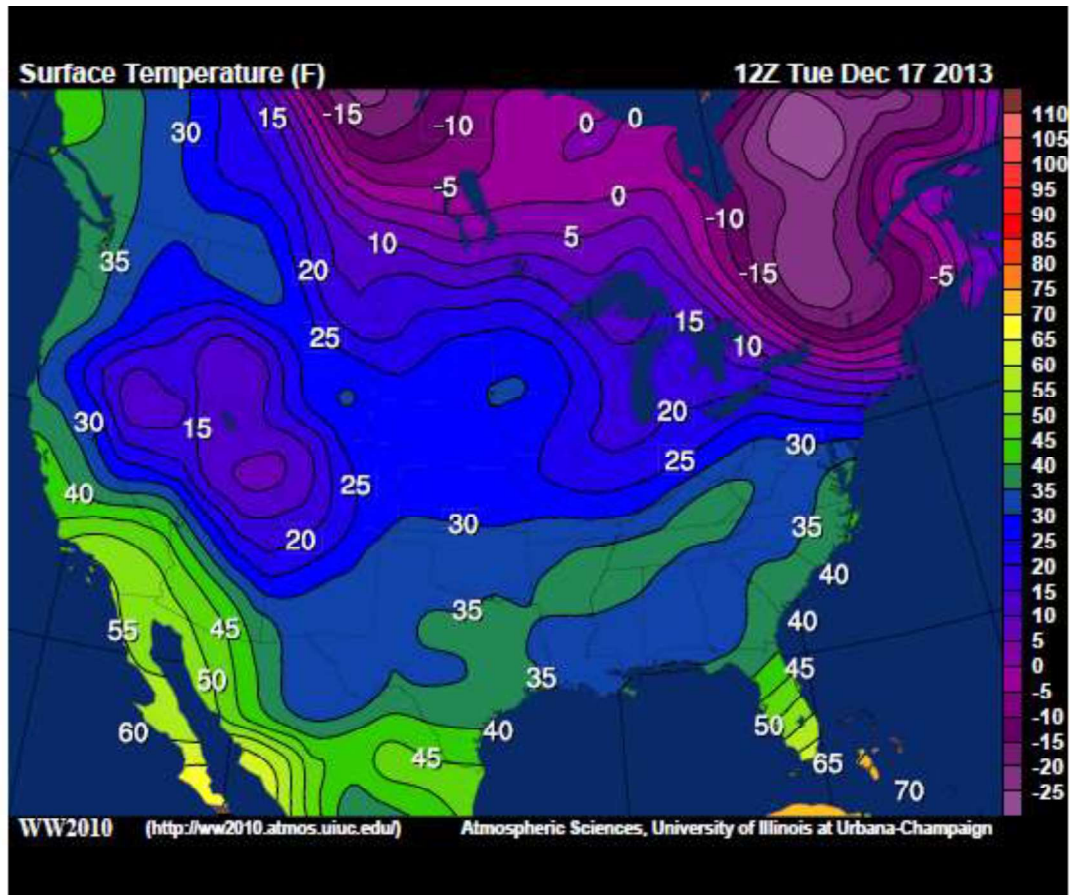 Surface Temperature (F) 12Z Tue Dec 17 2013
30 15 -15 -10 0 0
-5 0
10 5 -10
35 20 -15 -5
25 15 10
30 15 20
25 30
40 25 30 35
20
35 40
55 45 40
50 35 45
60 40 50
45 65 70
110
105
100
95
90
85
80
75
70
65
60
55
50
45
40
35
30
25
20
15
10
5
0
-5
-10
-15
-20
-25
WW2010 (http://ww2010.atmos.uiuc.edu/) Atmospheric Sciences, University of Illinois at Urbana-Champaign